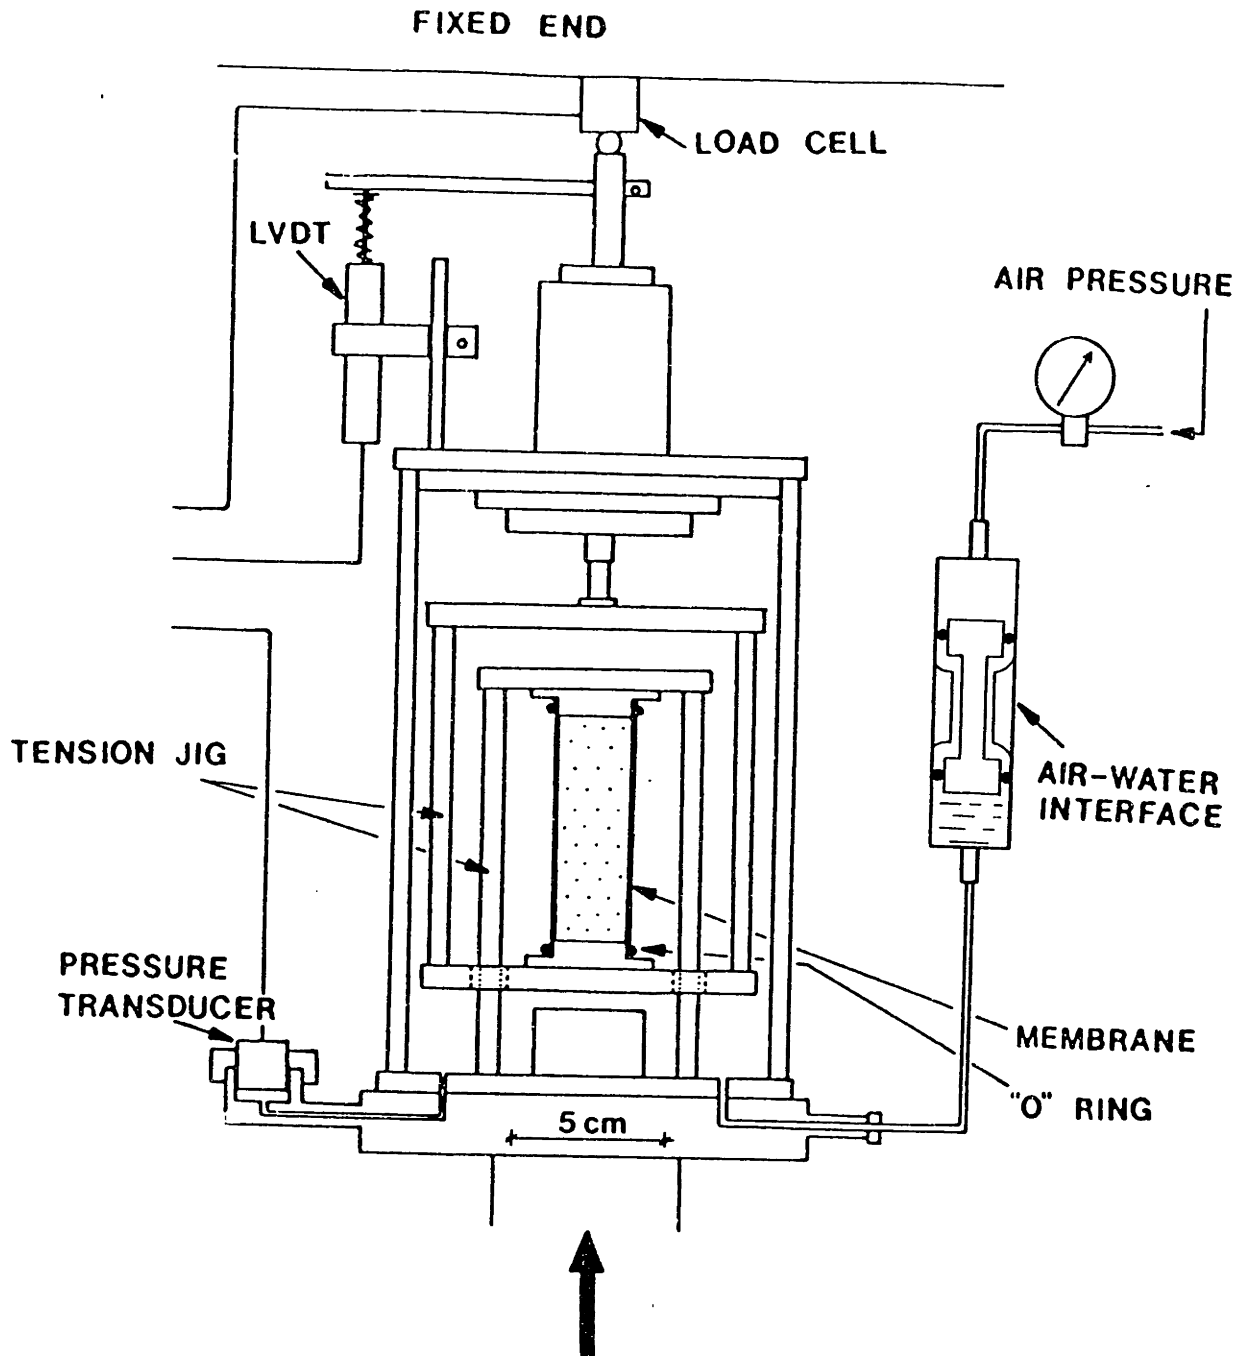 FIXED END
LOAD CELL
LVDT
AIR PRESSURE
TENSION JIG
AIR-WATER
INTERFACE
PRESSURE
TRANSDUCER
MEMBRANE
"O" RING
5 cm